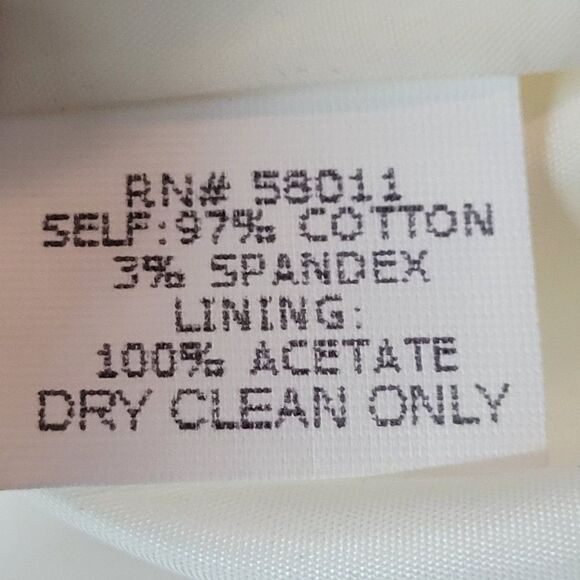 RN# 58011
SELF:97% COTTON
3% SPANDEX
LINING:
100% ACETATE
DRY CLEAN ONLY